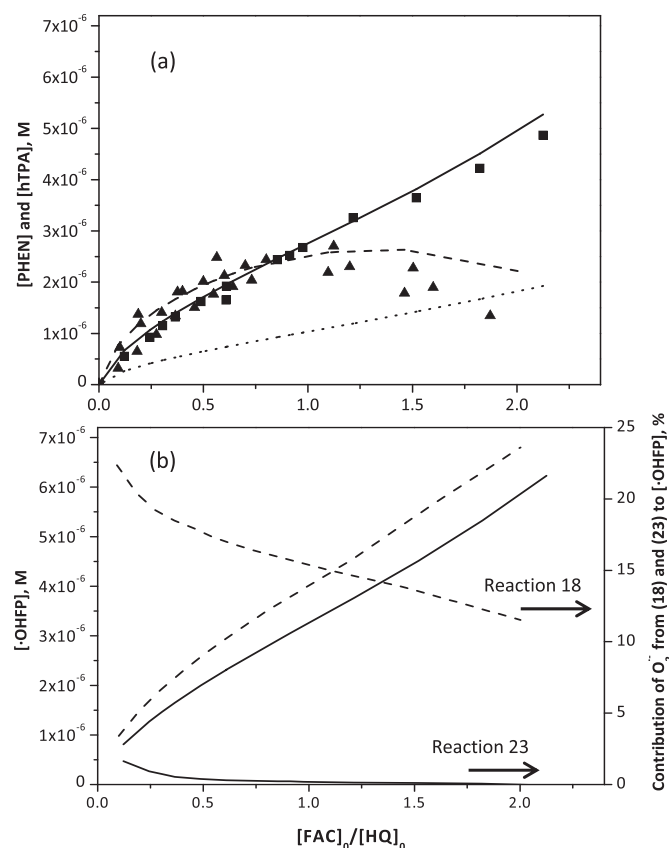 (a)
[PHEN] and [hTPA], M
7x10⁻⁶
6x10⁻⁶
5x10⁻⁶
4x10⁻⁶
3x10⁻⁶
2x10⁻⁶
1x10⁻⁶
0
0.0 0.5 1.0 1.5 2.0
(b)
[·OHFP], M
7x10⁻⁶
6x10⁻⁶
5x10⁻⁶
4x10⁻⁶
3x10⁻⁶
2x10⁻⁶
1x10⁻⁶
0
Reaction 18
Reaction 23
25
20
15
10
5
0
Contribution of O₂˙⁻ from (18) and (23) to [·OHFP], %
0.0 0.5 1.0 1.5 2.0
[FAC]₀/[HQ]₀